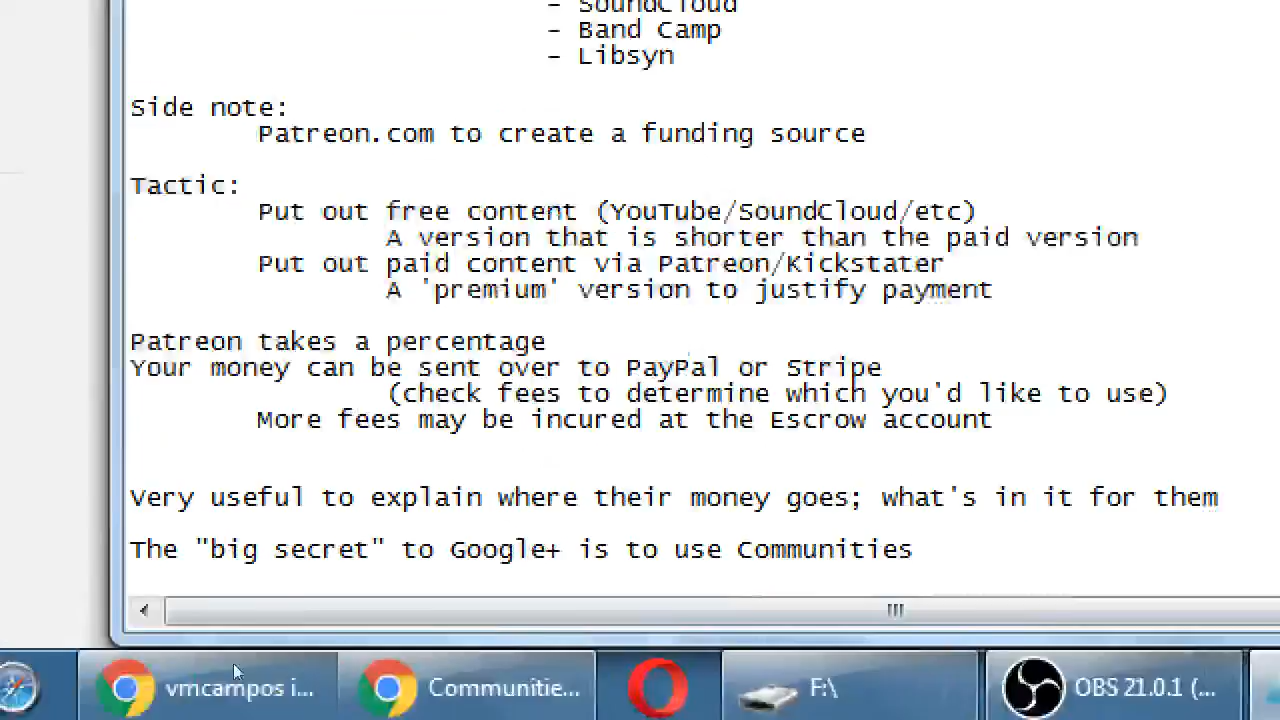 - SoundCloud
- Band Camp
- Libsyn
Side note:
Patreon.com to create a funding source
Tactic:
Put out free content (YouTube/SoundCloud/etc)
A version that is shorter than the paid version
Put out paid content via Patreon/Kickstater
A 'premium' version to justify payment
Patreon takes a percentage
Your money can be sent over to PayPal or Stripe
(check fees to determine which you'd like to use)
More fees may be incured at the Escrow account
Very useful to explain where their money goes; what's in it for them
The "big secret" to Google+ is to use Communities
vmcampos i...
Communitie...
F:\
OBS 21.0.1 (...